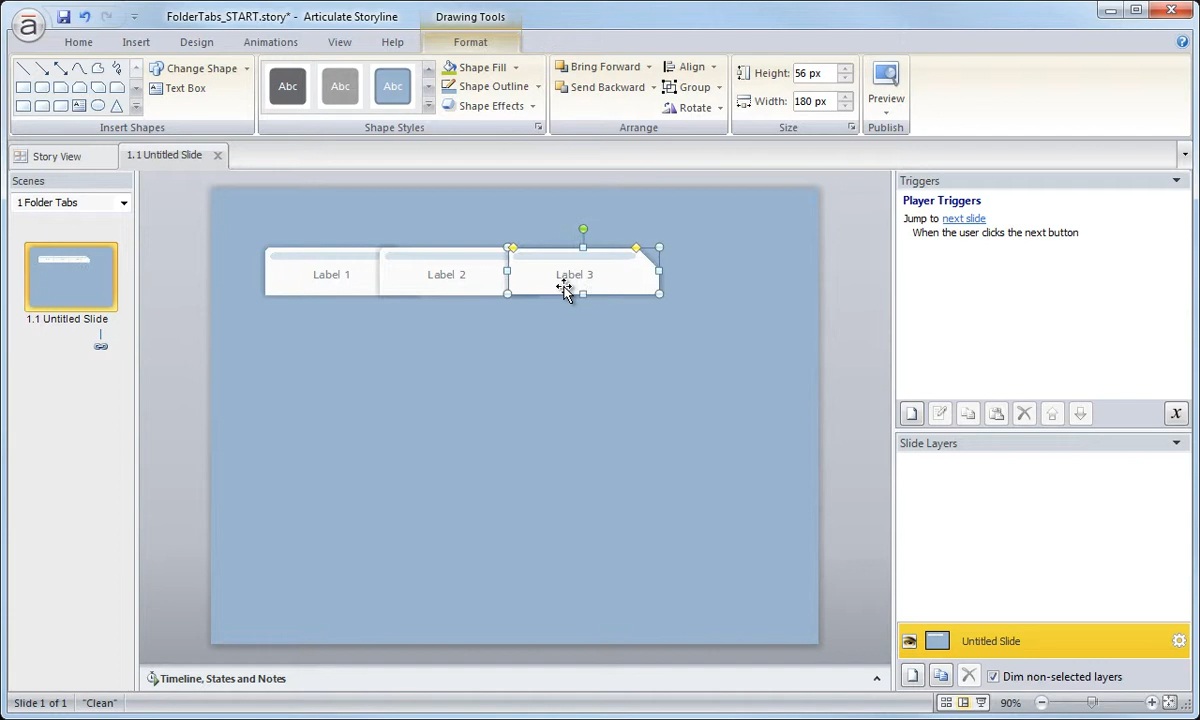 FolderTabs_START.story* - Articulate Storyline
Drawing Tools
Home Insert Design Animations View Help Format
Change Shape
Text Box
Insert Shapes
Abc Abc Abc
Shape Fill
Shape Outline
Shape Effects
Shape Styles
Bring Forward Align
Send Backward Group
Rotate
Arrange
Height: 56 px
Width: 180 px
Size
Preview
Publish
Story View
1.1 Untitled Slide
Scenes
1 Folder Tabs
1.1 Untitled Slide
Label 1 Label 2 Label 3
Triggers
Player Triggers
Jump to next slide
When the user clicks the next button
x
Slide Layers
Untitled Slide
Dim non-selected layers
Timeline, States and Notes
Slide 1 of 1 "Clean" 90%